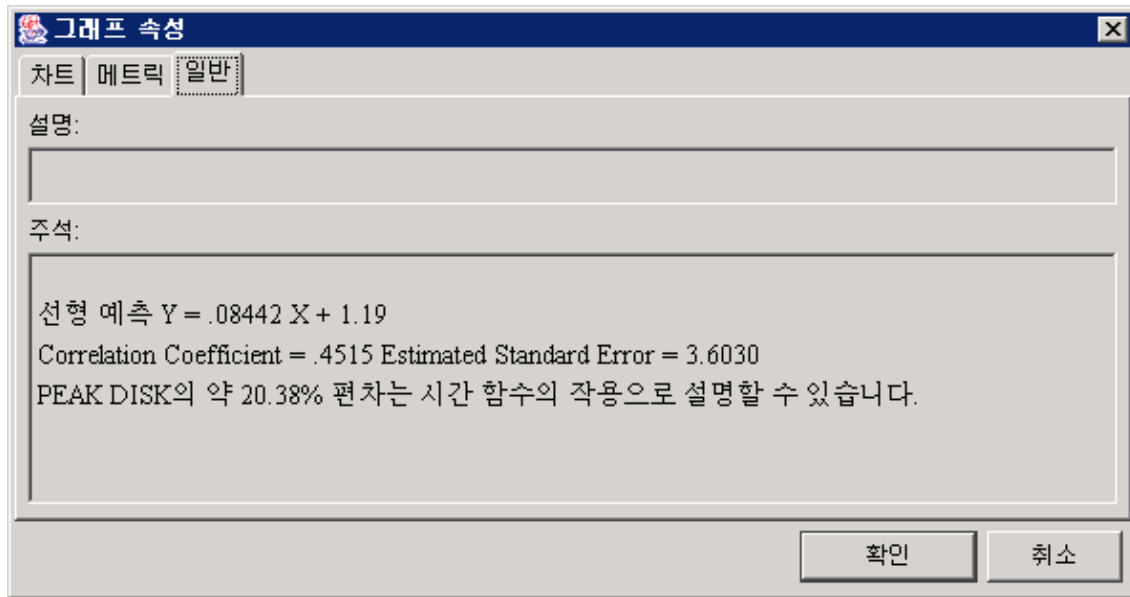 그래프 속성
차트 메트릭 일반
설명:
주석:
선형 예측 Y = .08442 X + 1.19
Correlation Coefficient = .4515 Estimated Standard Error = 3.6030
PEAK DISK의 약 20.38% 편차는 시간 함수의 작용으로 설명할 수 있습니다.
확인 취소